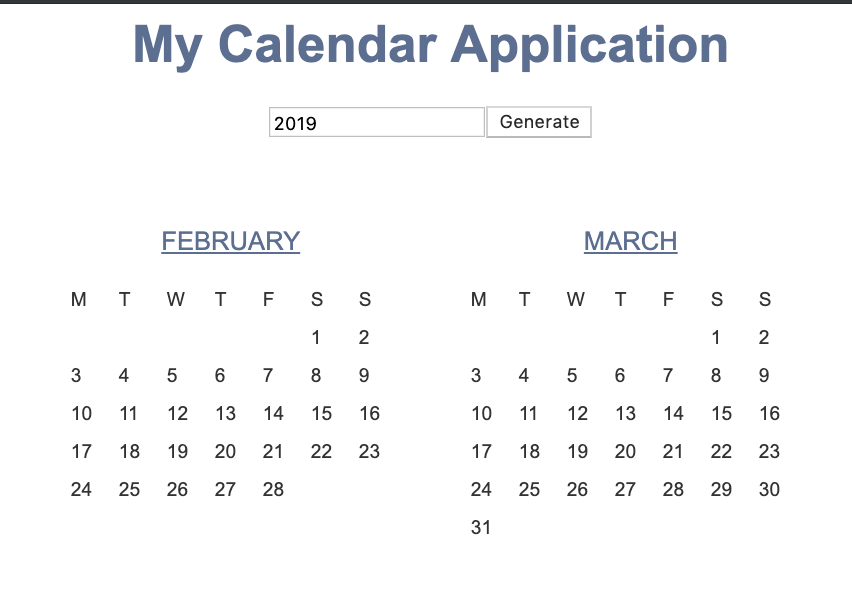 My Calendar Application
2019 Generate
FEBRUARY MARCH
M T W T F S S M T W T F S S
1 2 1 2
3 4 5 6 7 8 9 3 4 5 6 7 8 9
10 11 12 13 14 15 16 10 11 12 13 14 15 16
17 18 19 20 21 22 23 17 18 19 20 21 22 23
24 25 26 27 28 24 25 26 27 28 29 30
31